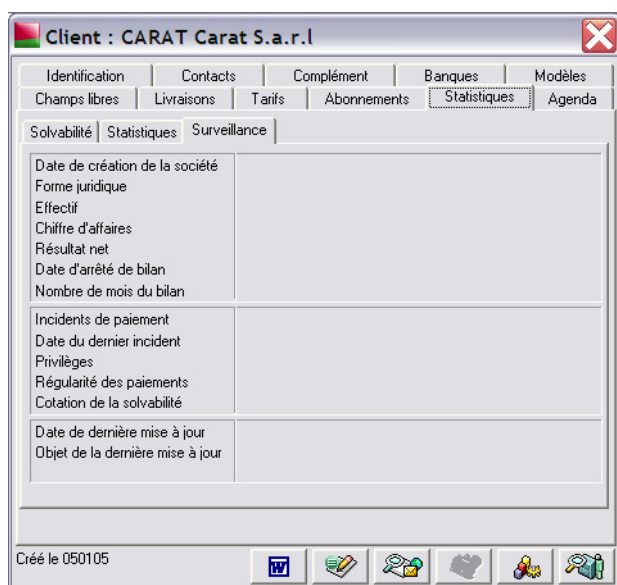 Client : CARAT Carat S.a.r.l
Identification Contacts Complément Banques Modèles
Champs libres Livraisons Tarifs Abonnements Statistiques Agenda
Solvabilité Statistiques Surveillance
Date de création de la société
Forme juridique
Effectif
Chiffre d'affaires
Résultat net
Date d'arrêté de bilan
Nombre de mois du bilan
Incidents de paiement
Date du dernier incident
Privilèges
Régularité des paiements
Cotation de la solvabilité
Date de dernière mise à jour
Objet de la dernière mise à jour
Créé le 050105
W